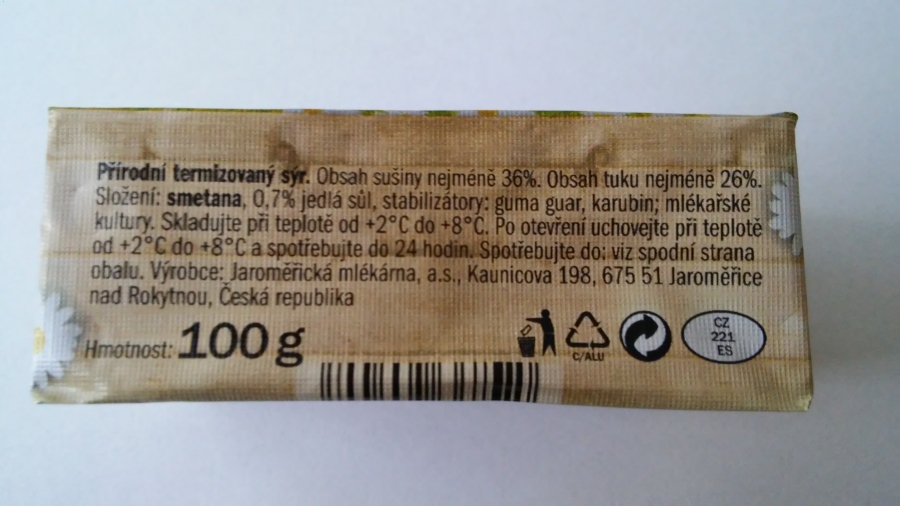 Přírodní termizovaný sýr. Obsah sušiny nejméně 36%. Obsah tuku nejméně 26%.
Složení: smetana, 0,7% jedlá sůl, stabilizátory: guma guar, karubin; mlékařské
kultury. Skladujte při teplotě od +2°C do +8°C. Po otevření uchovejte při teplotě
od +2°C do +8°C a spotřebujte do 24 hodin. Spotřebujte do: viz spodní strana
obalu. Výrobce: Jaroměřická mlékárna, a.s., Kaunicova 198, 675 51 Jaroměřice
nad Rokytnou, Česká republika
Hmotnost: 100 g
C/ALU
CZ
221
ES